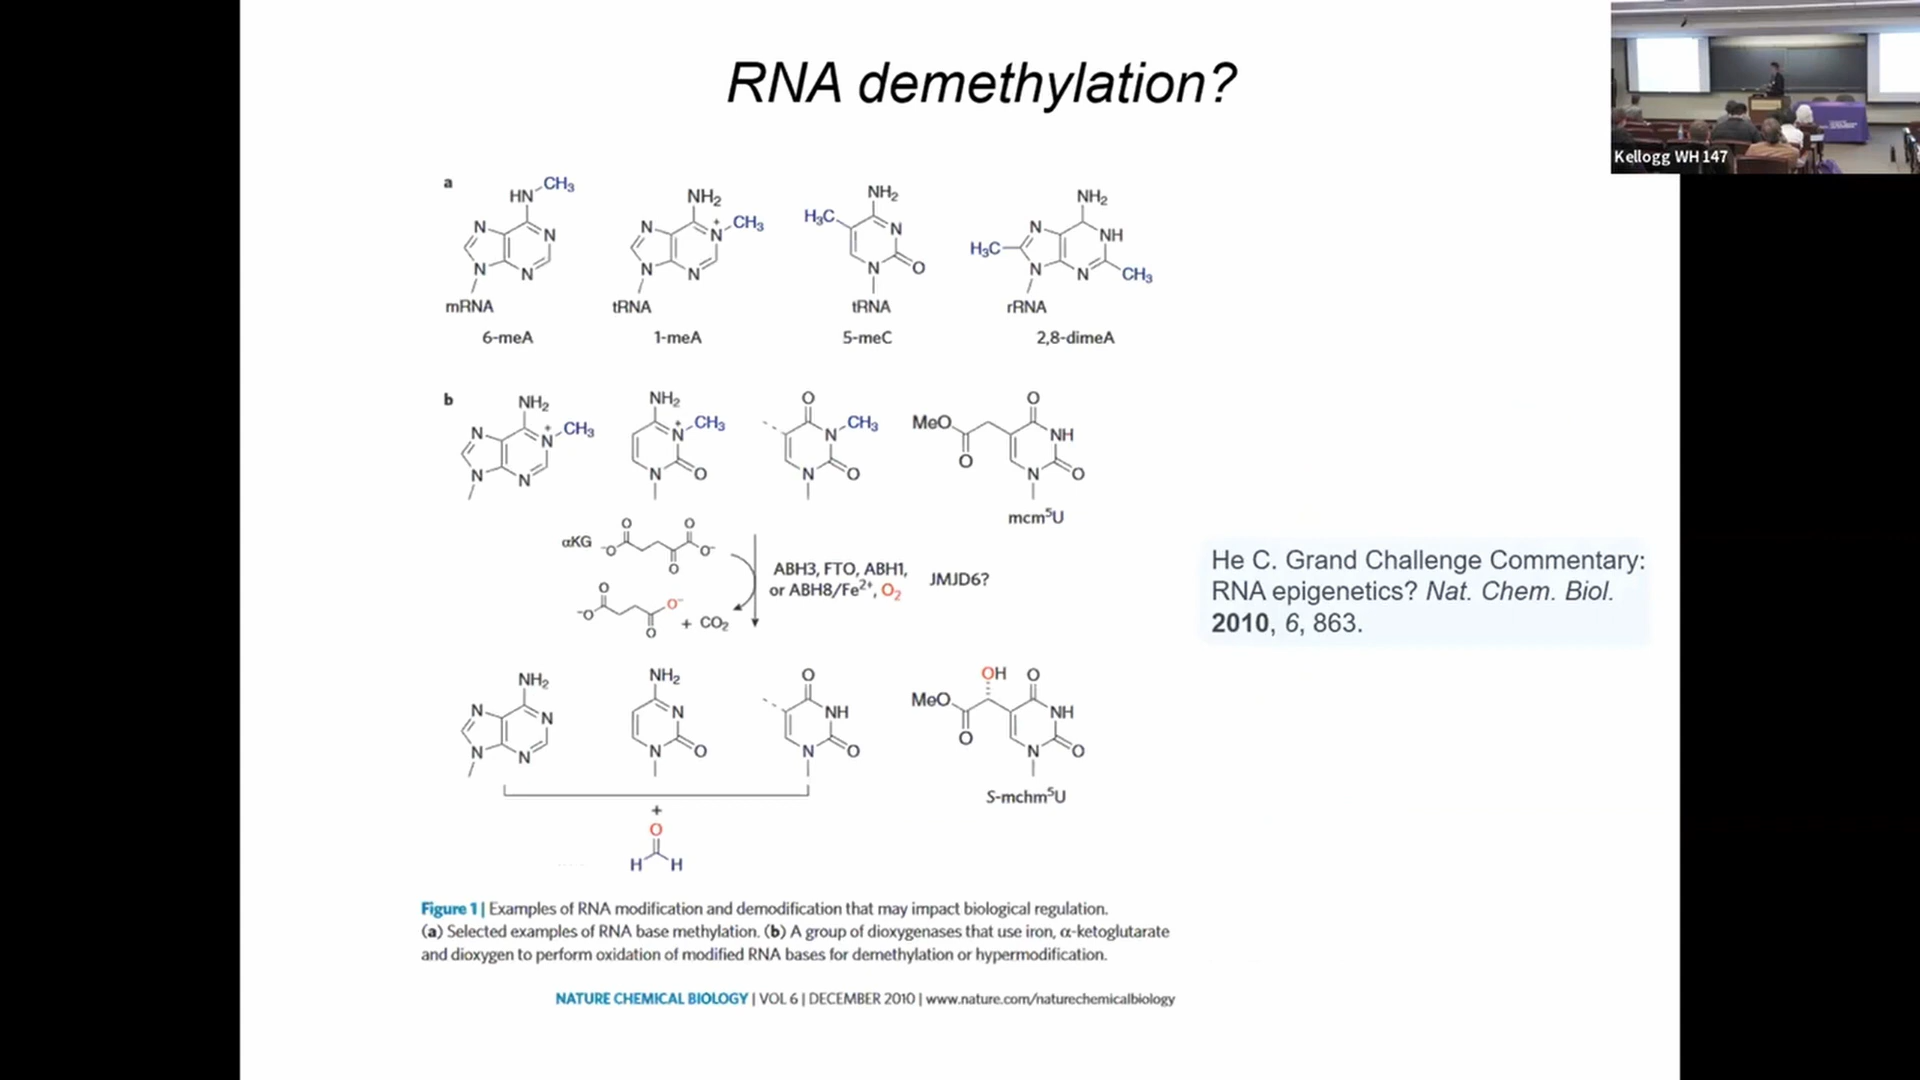 RNA demethylation?
Kellogg WH 147
a
HN CH₃
N N
N N
mRNA
6-meA
NH₂
N N⁺ CH₃
N N
tRNA
1-meA
NH₂
H₃C N
N O
tRNA
5-meC
NH₂
N NH
H₃C
N N CH₃
rRNA
2,8-dimeA
b
NH₂
N N⁺ CH₃
N N
NH₂
N⁺ CH₃
N O
O
N CH₃
N O
MeO O
NH
O N O
mcm⁵U
αKG ⁻O O O O O⁻
⁻O O O O⁻ + CO₂
ABH3, FTO, ABH1,
or ABH8/Fe²⁺, O₂
JMJD6?
He C. Grand Challenge Commentary:
RNA epigenetics? Nat. Chem. Biol.
2010, 6, 863.
NH₂
N N
N N
NH₂
N
N O
O
NH
N O
OH O
MeO NH
O N O
S-mchm⁵U
+
O
H H
Figure 1 | Examples of RNA modification and demodification that may impact biological regulation.
(a) Selected examples of RNA base methylation. (b) A group of dioxygenases that use iron, α-ketoglutarate
and dioxygen to perform oxidation of modified RNA bases for demethylation or hypermodification.
NATURE CHEMICAL BIOLOGY | VOL 6 | DECEMBER 2010 | www.nature.com/naturechemicalbiology